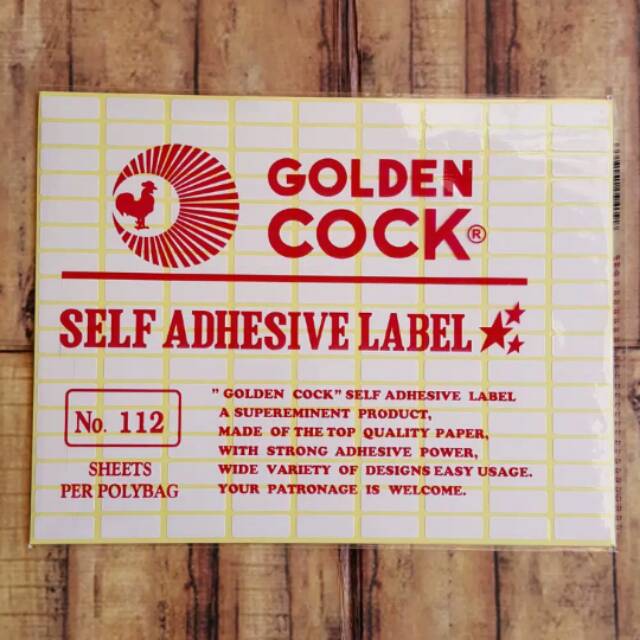 GOLDEN
COCK®
SELF ADHESIVE LABEL
No. 112
SHEETS
PER POLYBAG
" GOLDEN COCK" SELF ADHESIVE LABEL
A SUPEREMINENT PRODUCT,
MADE OF THE TOP QUALITY PAPER,
WITH STRONG ADHESIVE POWER,
WIDE VARIETY OF DESIGNS EASY USAGE.
YOUR PATRONAGE IS WELCOME.